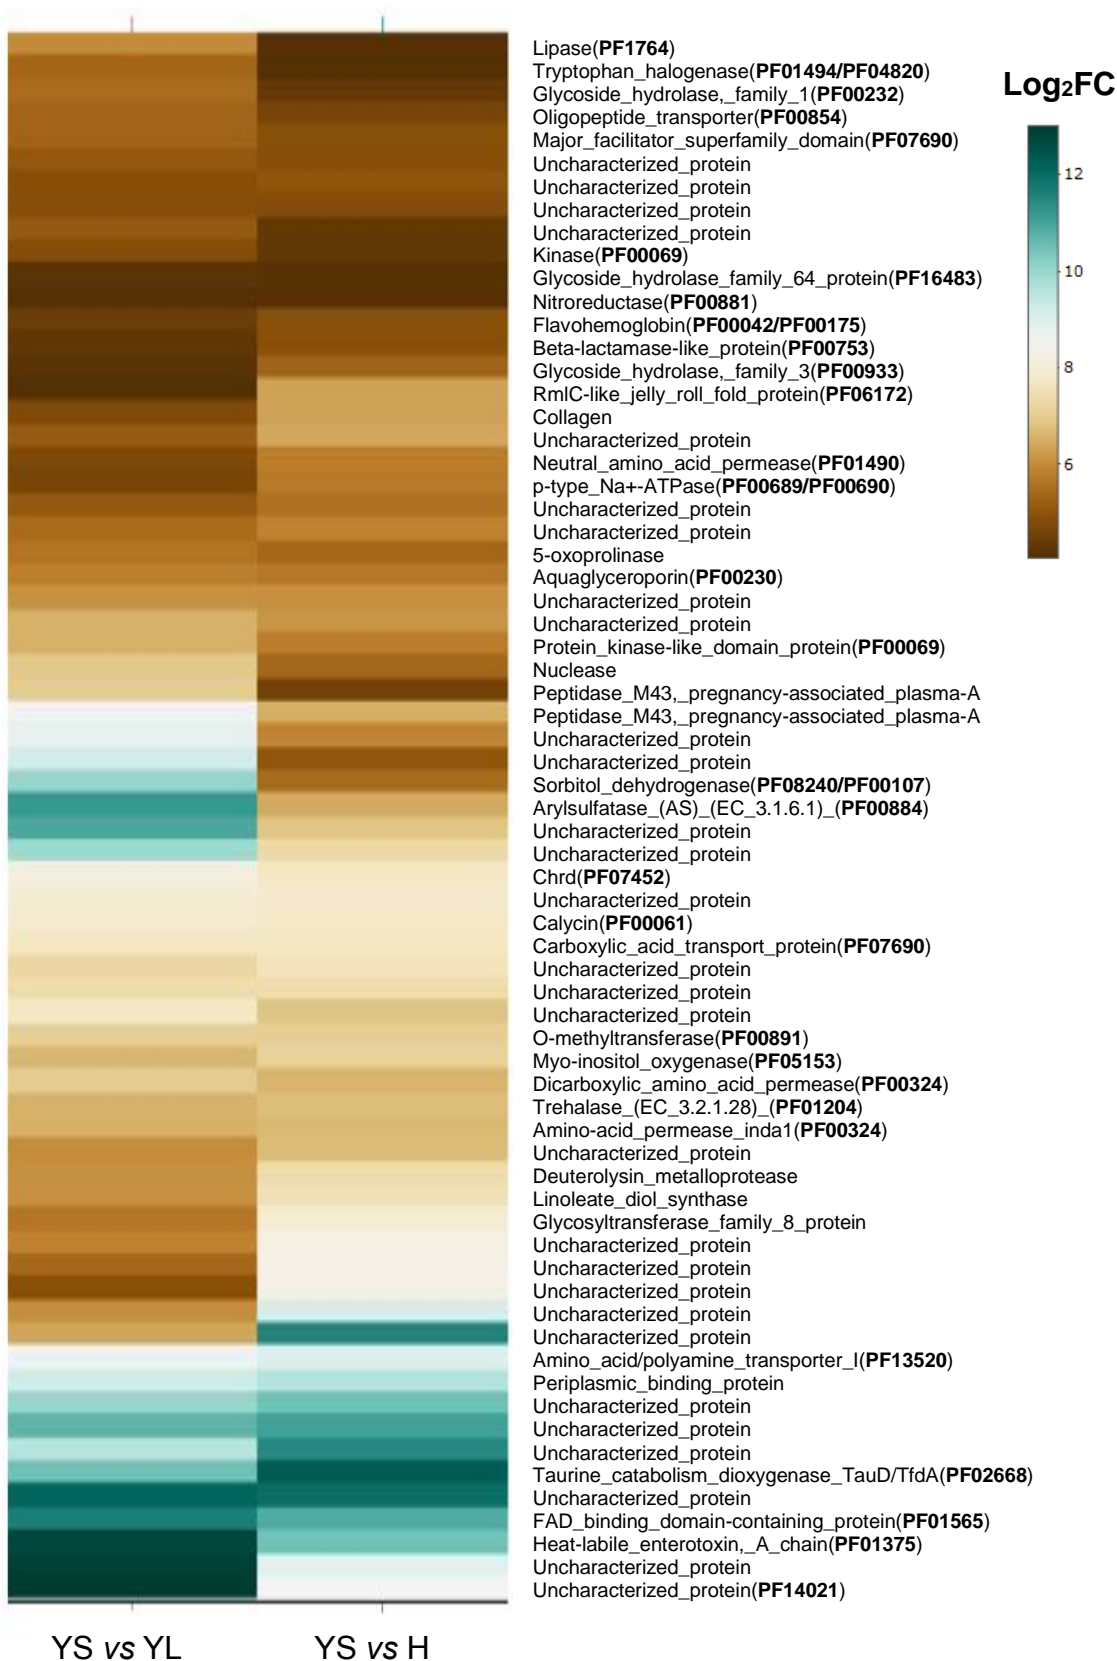 Lipase(PF1764)
Tryptophan_halogenase(PF01494/PF04820)
Glycoside_hydrolase,_family_1(PF00232)
Oligopeptide_transporter(PF00854)
Major_facilitator_superfamily_domain(PF07690)
Uncharacterized_protein
Uncharacterized_protein
Uncharacterized_protein
Uncharacterized_protein
Kinase(PF00069)
Glycoside_hydrolase_family_64_protein(PF16483)
Nitroreductase(PF00881)
Flavohemoglobin(PF00042/PF00175)
Beta-lactamase-like_protein(PF00753)
Glycoside_hydrolase,_family_3(PF00933)
RmlC-like_jelly_roll_fold_protein(PF06172)
Collagen
Uncharacterized_protein
Neutral_amino_acid_permease(PF01490)
p-type_Na+-ATPase(PF00689/PF00690)
Uncharacterized_protein
Uncharacterized_protein
5-oxoprolinase
Aquaglyceroporin(PF00230)
Uncharacterized_protein
Uncharacterized_protein
Protein_kinase-like_domain_protein(PF00069)
Nuclease
Peptidase_M43,_pregnancy-associated_plasma-A
Peptidase_M43,_pregnancy-associated_plasma-A
Uncharacterized_protein
Uncharacterized_protein
Sorbitol_dehydrogenase(PF08240/PF00107)
Arylsulfatase_(AS)_(EC_3.1.6.1)_(PF00884)
Uncharacterized_protein
Uncharacterized_protein
Chrd(PF07452)
Uncharacterized_protein
Calycin(PF00061)
Carboxylic_acid_transport_protein(PF07690)
Uncharacterized_protein
Uncharacterized_protein
Uncharacterized_protein
O-methyltransferase(PF00891)
Myo-inositol_oxygenase(PF05153)
Dicarboxylic_amino_acid_permease(PF00324)
Trehalase_(EC_3.2.1.28)_(PF01204)
Amino-acid_permease_inda1(PF00324)
Uncharacterized_protein
Deuterolysin_metalloprotease
Linoleate_diol_synthase
Glycosyltransferase_family_8_protein
Uncharacterized_protein
Uncharacterized_protein
Uncharacterized_protein
Uncharacterized_protein
Uncharacterized_protein
Amino_acid/polyamine_transporter_I(PF13520)
Periplasmic_binding_protein
Uncharacterized_protein
Uncharacterized_protein
Uncharacterized_protein
Taurine_catabolism_dioxygenase_TauD/TfdA(PF02668)
Uncharacterized_protein
FAD_binding_domain-containing_protein(PF01565)
Heat-labile_enterotoxin,_A_chain(PF01375)
Uncharacterized_protein
Uncharacterized_protein(PF14021)
Log₂FC
12
10
8
6
YS vs YL
YS vs H